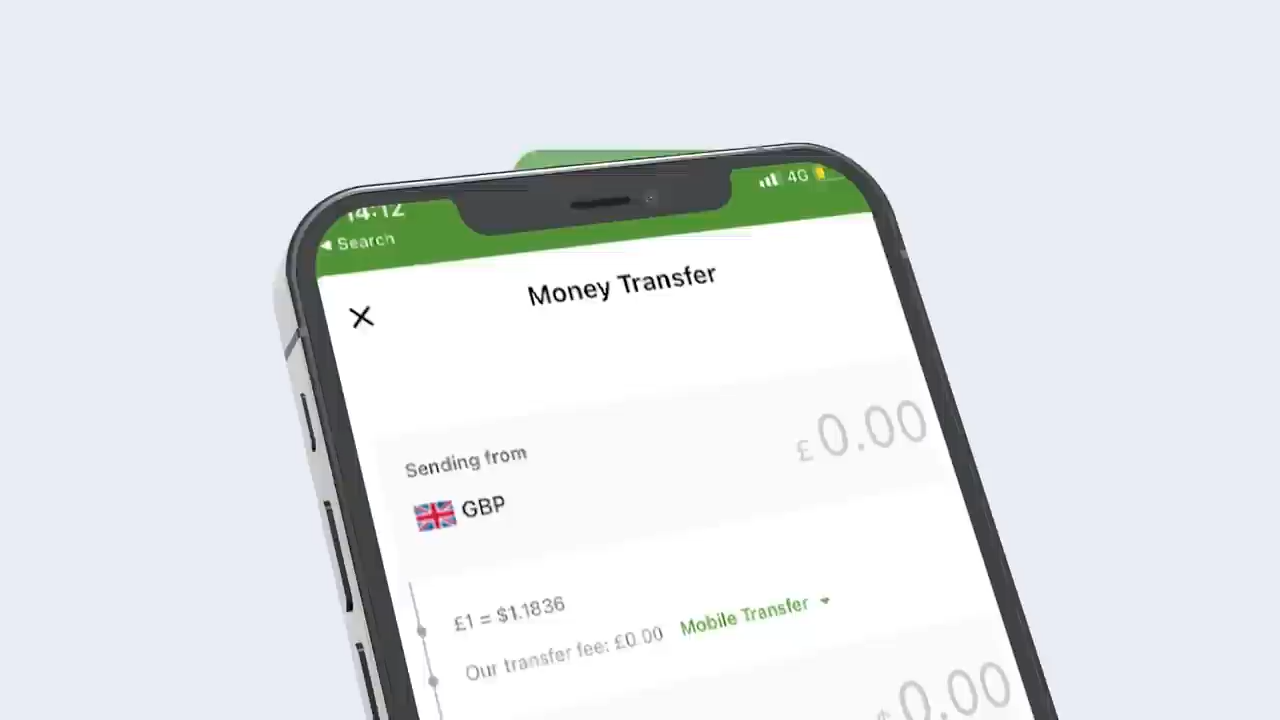 14:12
4G
◀ Search
Money Transfer
Sending from
£0.00
GBP
£1 = $1.1836
Our transfer fee: £0.00 Mobile Transfer
$0.00